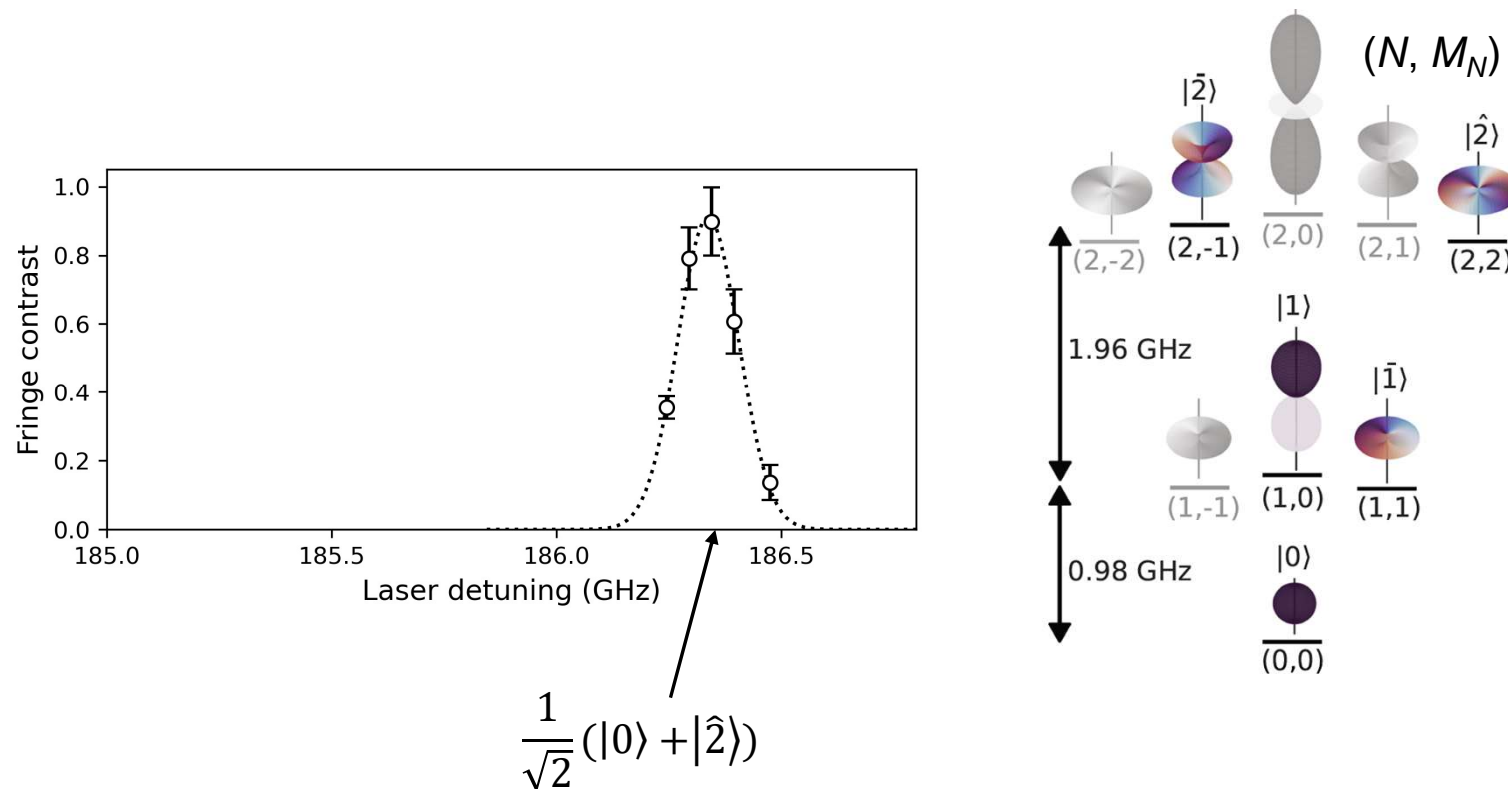 Fringe contrast
1.0
0.8
0.6
0.4
0.2
0.0
185.0 185.5 186.0 186.5
Laser detuning (GHz)
1/√2 (|0⟩ +|2̂⟩)
(N, M_N)
|2̄⟩
|2̂⟩
(2,-2) (2,-1) (2,0) (2,1) (2,2)
1.96 GHz
|1⟩
|1̄⟩
(1,-1) (1,0) (1,1)
0.98 GHz
|0⟩
(0,0)